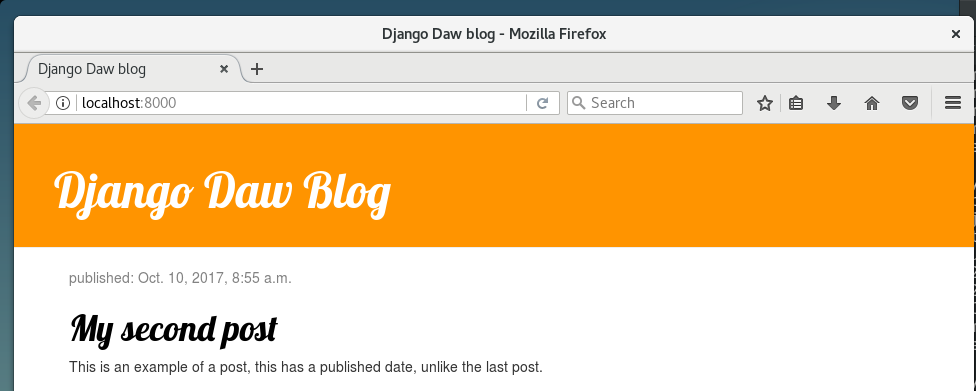 Django Daw blog - Mozilla Firefox
Django Daw blog
localhost:8000
Search
Django Daw Blog
published: Oct. 10, 2017, 8:55 a.m.
My second post
This is an example of a post, this has a published date, unlike the last post.